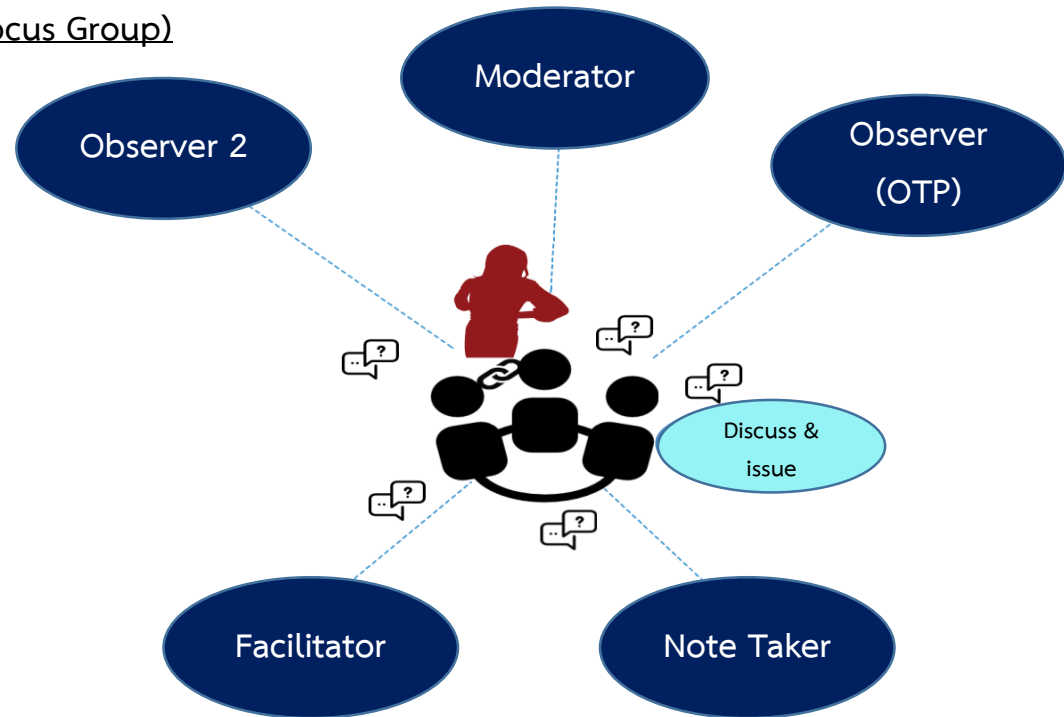 ocus Group)
Moderator
Observer 2
Observer
(OTP)
.. ?
.. ?
.. ?
Discuss &
issue
.. ?
.. ?
Facilitator
Note Taker